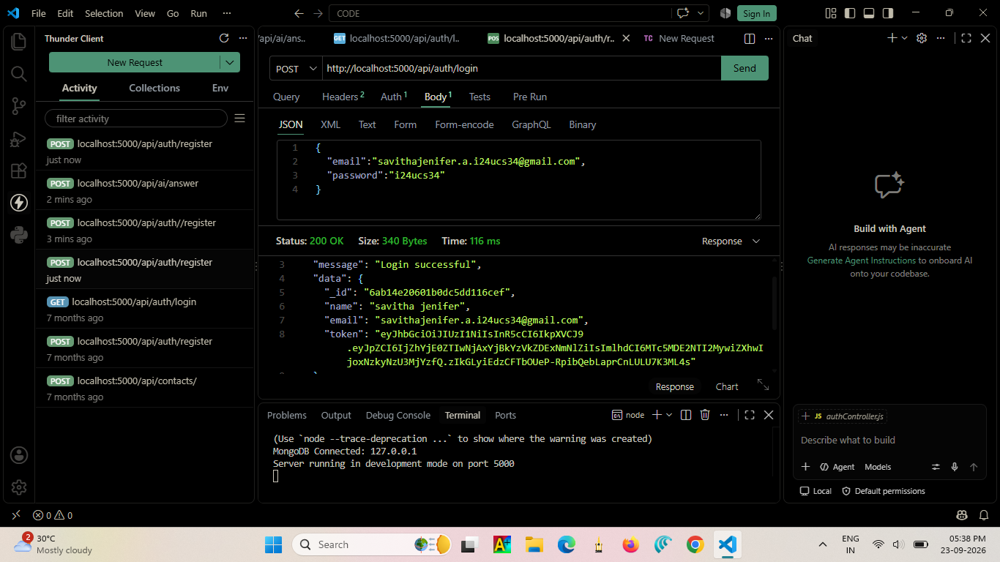 File Edit Selection View Go Run ···
CODE
Sign In
Thunder Client
New Request
Activity Collections Env
filter activity
POST localhost:5000/api/auth/register
just now
POST localhost:5000/api/ai/answer
2 mins ago
POST localhost:5000/api/auth//register
3 mins ago
POST localhost:5000/api/auth/register
just now
GET localhost:5000/api/auth/login
7 months ago
POST localhost:5000/api/auth/register
7 months ago
POST localhost:5000/api/contacts/
7 months ago
/api/ai/ans.. GET localhost:5000/api/auth/l.. POS localhost:5000/api/auth/r.. TC New Request
POST http://localhost:5000/api/auth/login Send
Query Headers 2 Auth 1 Body 1 Tests Pre Run
JSON XML Text Form Form-encode GraphQL Binary
1 {
2 "email":"savithajenifer.a.i24ucs34@gmail.com",
3 "password":"i24ucs34"
4 }
Status: 200 OK Size: 340 Bytes Time: 116 ms Response
3 "message": "Login successful",
4 "data": {
5 "_id": "6ab14e20601b0dc5dd116cef",
6 "name": "savitha jenifer",
7 "email": "savithajenifer.a.i24ucs34@gmail.com",
8 "token": "eyJhbGciOiJIUzI1NiIsInR5cCI6IkpXVCJ9
.eyJpZCI6IjZhYjE0ZTIwNjAxYjBkYzVkZDExNmNlZiIsImlhdCI6MTc5MDE2NTI2MywiZXhwI
joxNzkyNzU3MjYzfQ.zIkGLyiEdzCFTbOUeP-RpibQebLaprCnLULU7K3ML4s"
Response Chart
Problems Output Debug Console Terminal Ports node
(Use `node --trace-deprecation ...` to show where the warning was created)
MongoDB Connected: 127.0.0.1
Server running in development mode on port 5000
Chat
Build with Agent
AI responses may be inaccurate
Generate Agent Instructions to onboard AI
onto your codebase.
JS authController.js
Describe what to build
Agent Models
Local Default permissions
0 0
2
30°C
Mostly cloudy
Search
ENG
IN
05:38 PM
23-09-2026